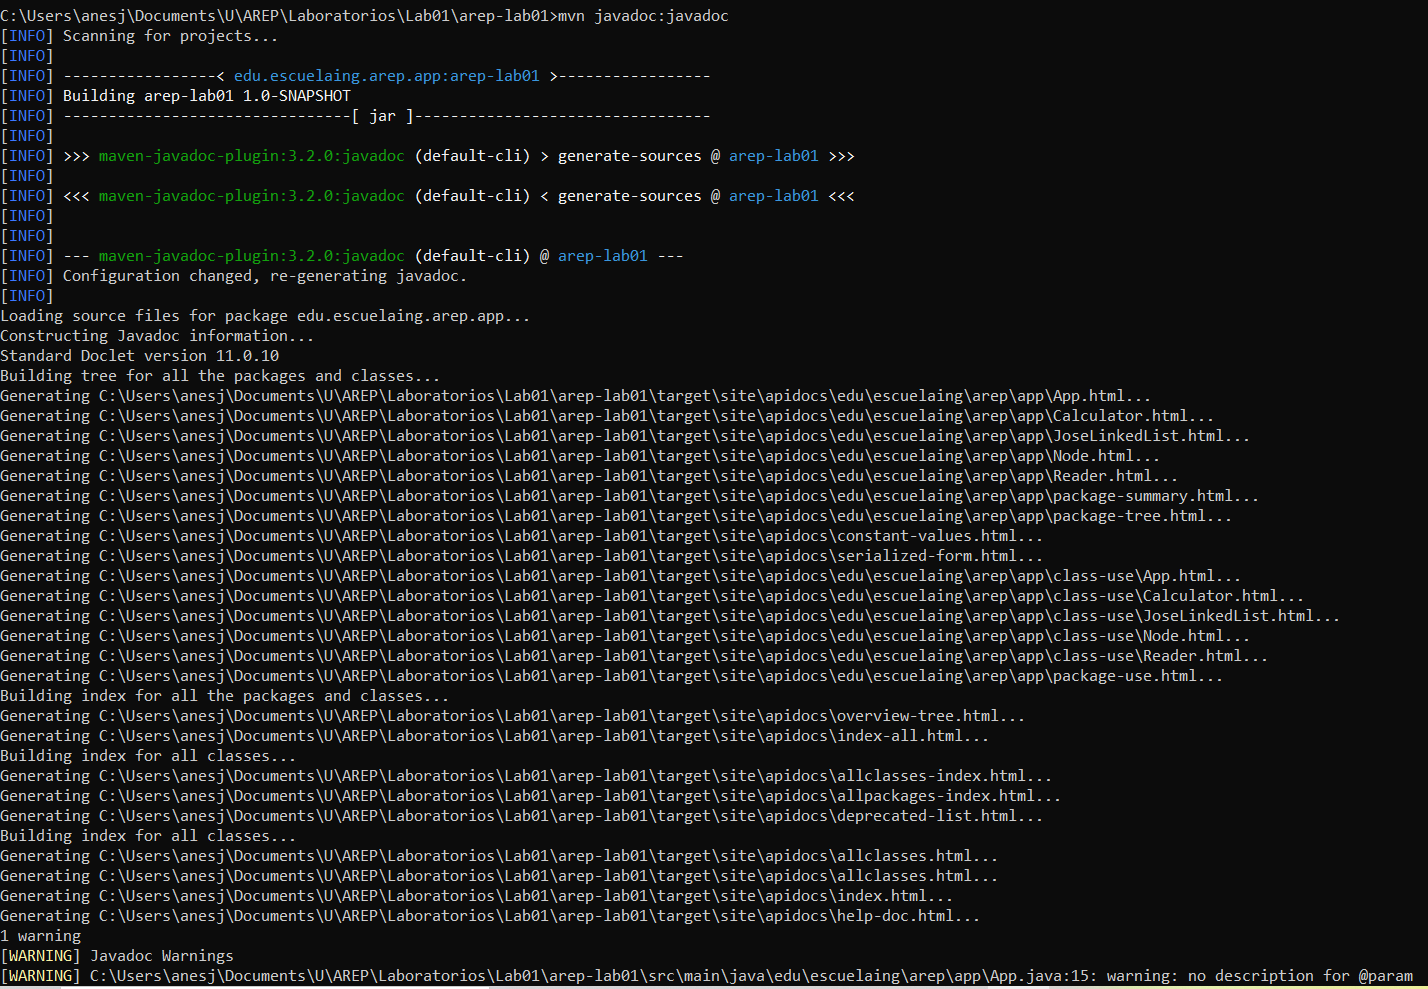 C:\Users\anesj\Documents\U\AREP\Laboratorios\Lab01\arep-lab01>mvn javadoc:javadoc
[INFO] Scanning for projects...
[INFO]
[INFO] -----------------< edu.escuelaing.arep.app:arep-lab01 >-----------------
[INFO] Building arep-lab01 1.0-SNAPSHOT
[INFO] --------------------------------[ jar ]---------------------------------
[INFO]
[INFO] >>> maven-javadoc-plugin:3.2.0:javadoc (default-cli) > generate-sources @ arep-lab01 >>>
[INFO]
[INFO] <<< maven-javadoc-plugin:3.2.0:javadoc (default-cli) < generate-sources @ arep-lab01 <<<
[INFO]
[INFO]
[INFO] --- maven-javadoc-plugin:3.2.0:javadoc (default-cli) @ arep-lab01 ---
[INFO] Configuration changed, re-generating javadoc.
[INFO]
Loading source files for package edu.escuelaing.arep.app...
Constructing Javadoc information...
Standard Doclet version 11.0.10
Building tree for all the packages and classes...
Generating C:\Users\anesj\Documents\U\AREP\Laboratorios\Lab01\arep-lab01\target\site\apidocs\edu\escuelaing\arep\app\App.html...
Generating C:\Users\anesj\Documents\U\AREP\Laboratorios\Lab01\arep-lab01\target\site\apidocs\edu\escuelaing\arep\app\Calculator.html...
Generating C:\Users\anesj\Documents\U\AREP\Laboratorios\Lab01\arep-lab01\target\site\apidocs\edu\escuelaing\arep\app\JoseLinkedList.html...
Generating C:\Users\anesj\Documents\U\AREP\Laboratorios\Lab01\arep-lab01\target\site\apidocs\edu\escuelaing\arep\app\Node.html...
Generating C:\Users\anesj\Documents\U\AREP\Laboratorios\Lab01\arep-lab01\target\site\apidocs\edu\escuelaing\arep\app\Reader.html...
Generating C:\Users\anesj\Documents\U\AREP\Laboratorios\Lab01\arep-lab01\target\site\apidocs\edu\escuelaing\arep\app\package-summary.html...
Generating C:\Users\anesj\Documents\U\AREP\Laboratorios\Lab01\arep-lab01\target\site\apidocs\edu\escuelaing\arep\app\package-tree.html...
Generating C:\Users\anesj\Documents\U\AREP\Laboratorios\Lab01\arep-lab01\target\site\apidocs\constant-values.html...
Generating C:\Users\anesj\Documents\U\AREP\Laboratorios\Lab01\arep-lab01\target\site\apidocs\serialized-form.html...
Generating C:\Users\anesj\Documents\U\AREP\Laboratorios\Lab01\arep-lab01\target\site\apidocs\edu\escuelaing\arep\app\class-use\App.html...
Generating C:\Users\anesj\Documents\U\AREP\Laboratorios\Lab01\arep-lab01\target\site\apidocs\edu\escuelaing\arep\app\class-use\Calculator.html...
Generating C:\Users\anesj\Documents\U\AREP\Laboratorios\Lab01\arep-lab01\target\site\apidocs\edu\escuelaing\arep\app\class-use\JoseLinkedList.html...
Generating C:\Users\anesj\Documents\U\AREP\Laboratorios\Lab01\arep-lab01\target\site\apidocs\edu\escuelaing\arep\app\class-use\Node.html...
Generating C:\Users\anesj\Documents\U\AREP\Laboratorios\Lab01\arep-lab01\target\site\apidocs\edu\escuelaing\arep\app\class-use\Reader.html...
Generating C:\Users\anesj\Documents\U\AREP\Laboratorios\Lab01\arep-lab01\target\site\apidocs\edu\escuelaing\arep\app\package-use.html...
Building index for all the packages and classes...
Generating C:\Users\anesj\Documents\U\AREP\Laboratorios\Lab01\arep-lab01\target\site\apidocs\overview-tree.html...
Generating C:\Users\anesj\Documents\U\AREP\Laboratorios\Lab01\arep-lab01\target\site\apidocs\index-all.html...
Building index for all classes...
Generating C:\Users\anesj\Documents\U\AREP\Laboratorios\Lab01\arep-lab01\target\site\apidocs\allclasses-index.html...
Generating C:\Users\anesj\Documents\U\AREP\Laboratorios\Lab01\arep-lab01\target\site\apidocs\allpackages-index.html...
Generating C:\Users\anesj\Documents\U\AREP\Laboratorios\Lab01\arep-lab01\target\site\apidocs\deprecated-list.html...
Building index for all classes...
Generating C:\Users\anesj\Documents\U\AREP\Laboratorios\Lab01\arep-lab01\target\site\apidocs\allclasses.html...
Generating C:\Users\anesj\Documents\U\AREP\Laboratorios\Lab01\arep-lab01\target\site\apidocs\allclasses.html...
Generating C:\Users\anesj\Documents\U\AREP\Laboratorios\Lab01\arep-lab01\target\site\apidocs\index.html...
Generating C:\Users\anesj\Documents\U\AREP\Laboratorios\Lab01\arep-lab01\target\site\apidocs\help-doc.html...
1 warning
[WARNING] Javadoc Warnings
[WARNING] C:\Users\anesj\Documents\U\AREP\Laboratorios\Lab01\arep-lab01\src\main\java\edu\escuelaing\arep\app\App.java:15: warning: no description for @param